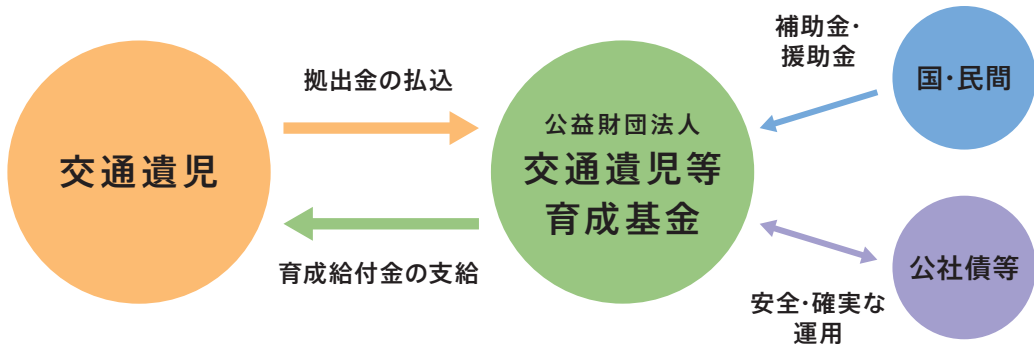 交通遺児
拠出金の払込
育成給付金の支給
公益財団法人
交通遺児等
育成基金
補助金・
援助金
国・民間
安全・確実な
運用
公社債等